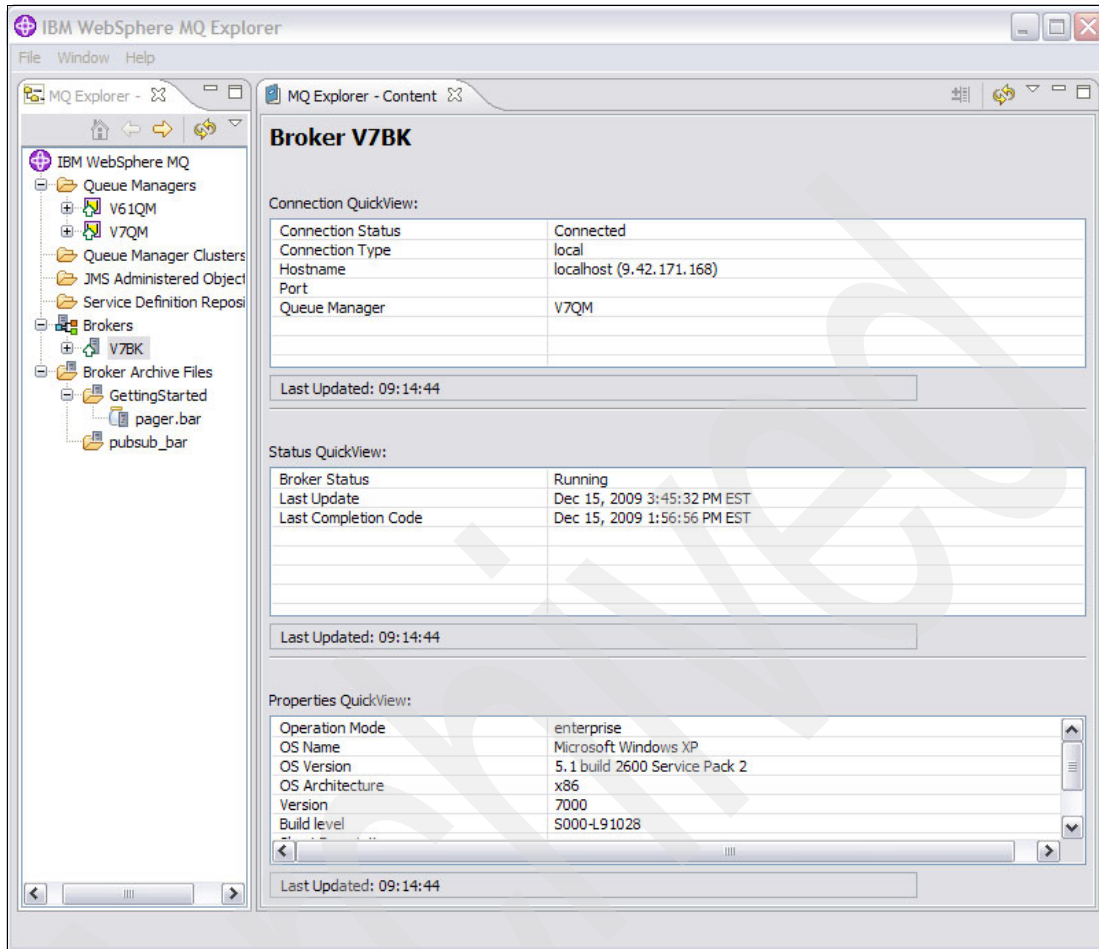 IBM WebSphere MQ Explorer
File Window Help
MQ Explorer -
IBM WebSphere MQ
Queue Managers
V61QM
V7QM
Queue Manager Clusters
JMS Administered Object
Service Definition Reposi
Brokers
V7BK
Broker Archive Files
GettingStarted
pager.bar
pubsub_bar
MQ Explorer - Content
Broker V7BK
Connection QuickView:
Connection Status Connected
Connection Type local
Hostname localhost (9.42.171.168)
Port
Queue Manager V7QM
Last Updated: 09:14:44
Status QuickView:
Broker Status Running
Last Update Dec 15, 2009 3:45:32 PM EST
Last Completion Code Dec 15, 2009 1:56:56 PM EST
Last Updated: 09:14:44
Properties QuickView:
Operation Mode enterprise
OS Name Microsoft Windows XP
OS Version 5.1 build 2600 Service Pack 2
OS Architecture x86
Version 7000
Build level S000-L91028
Last Updated: 09:14:44